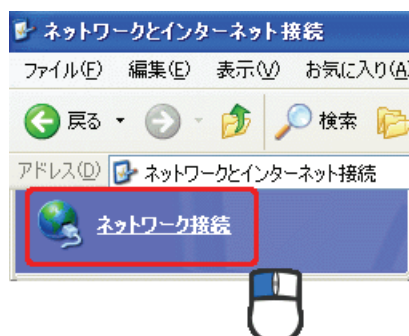 ネットワークとインターネット接続
ファイル(F) 編集(E) 表示(V) お気に入り(A
戻る 検索
アドレス(D) ネットワークとインターネット接続
ネットワーク接続